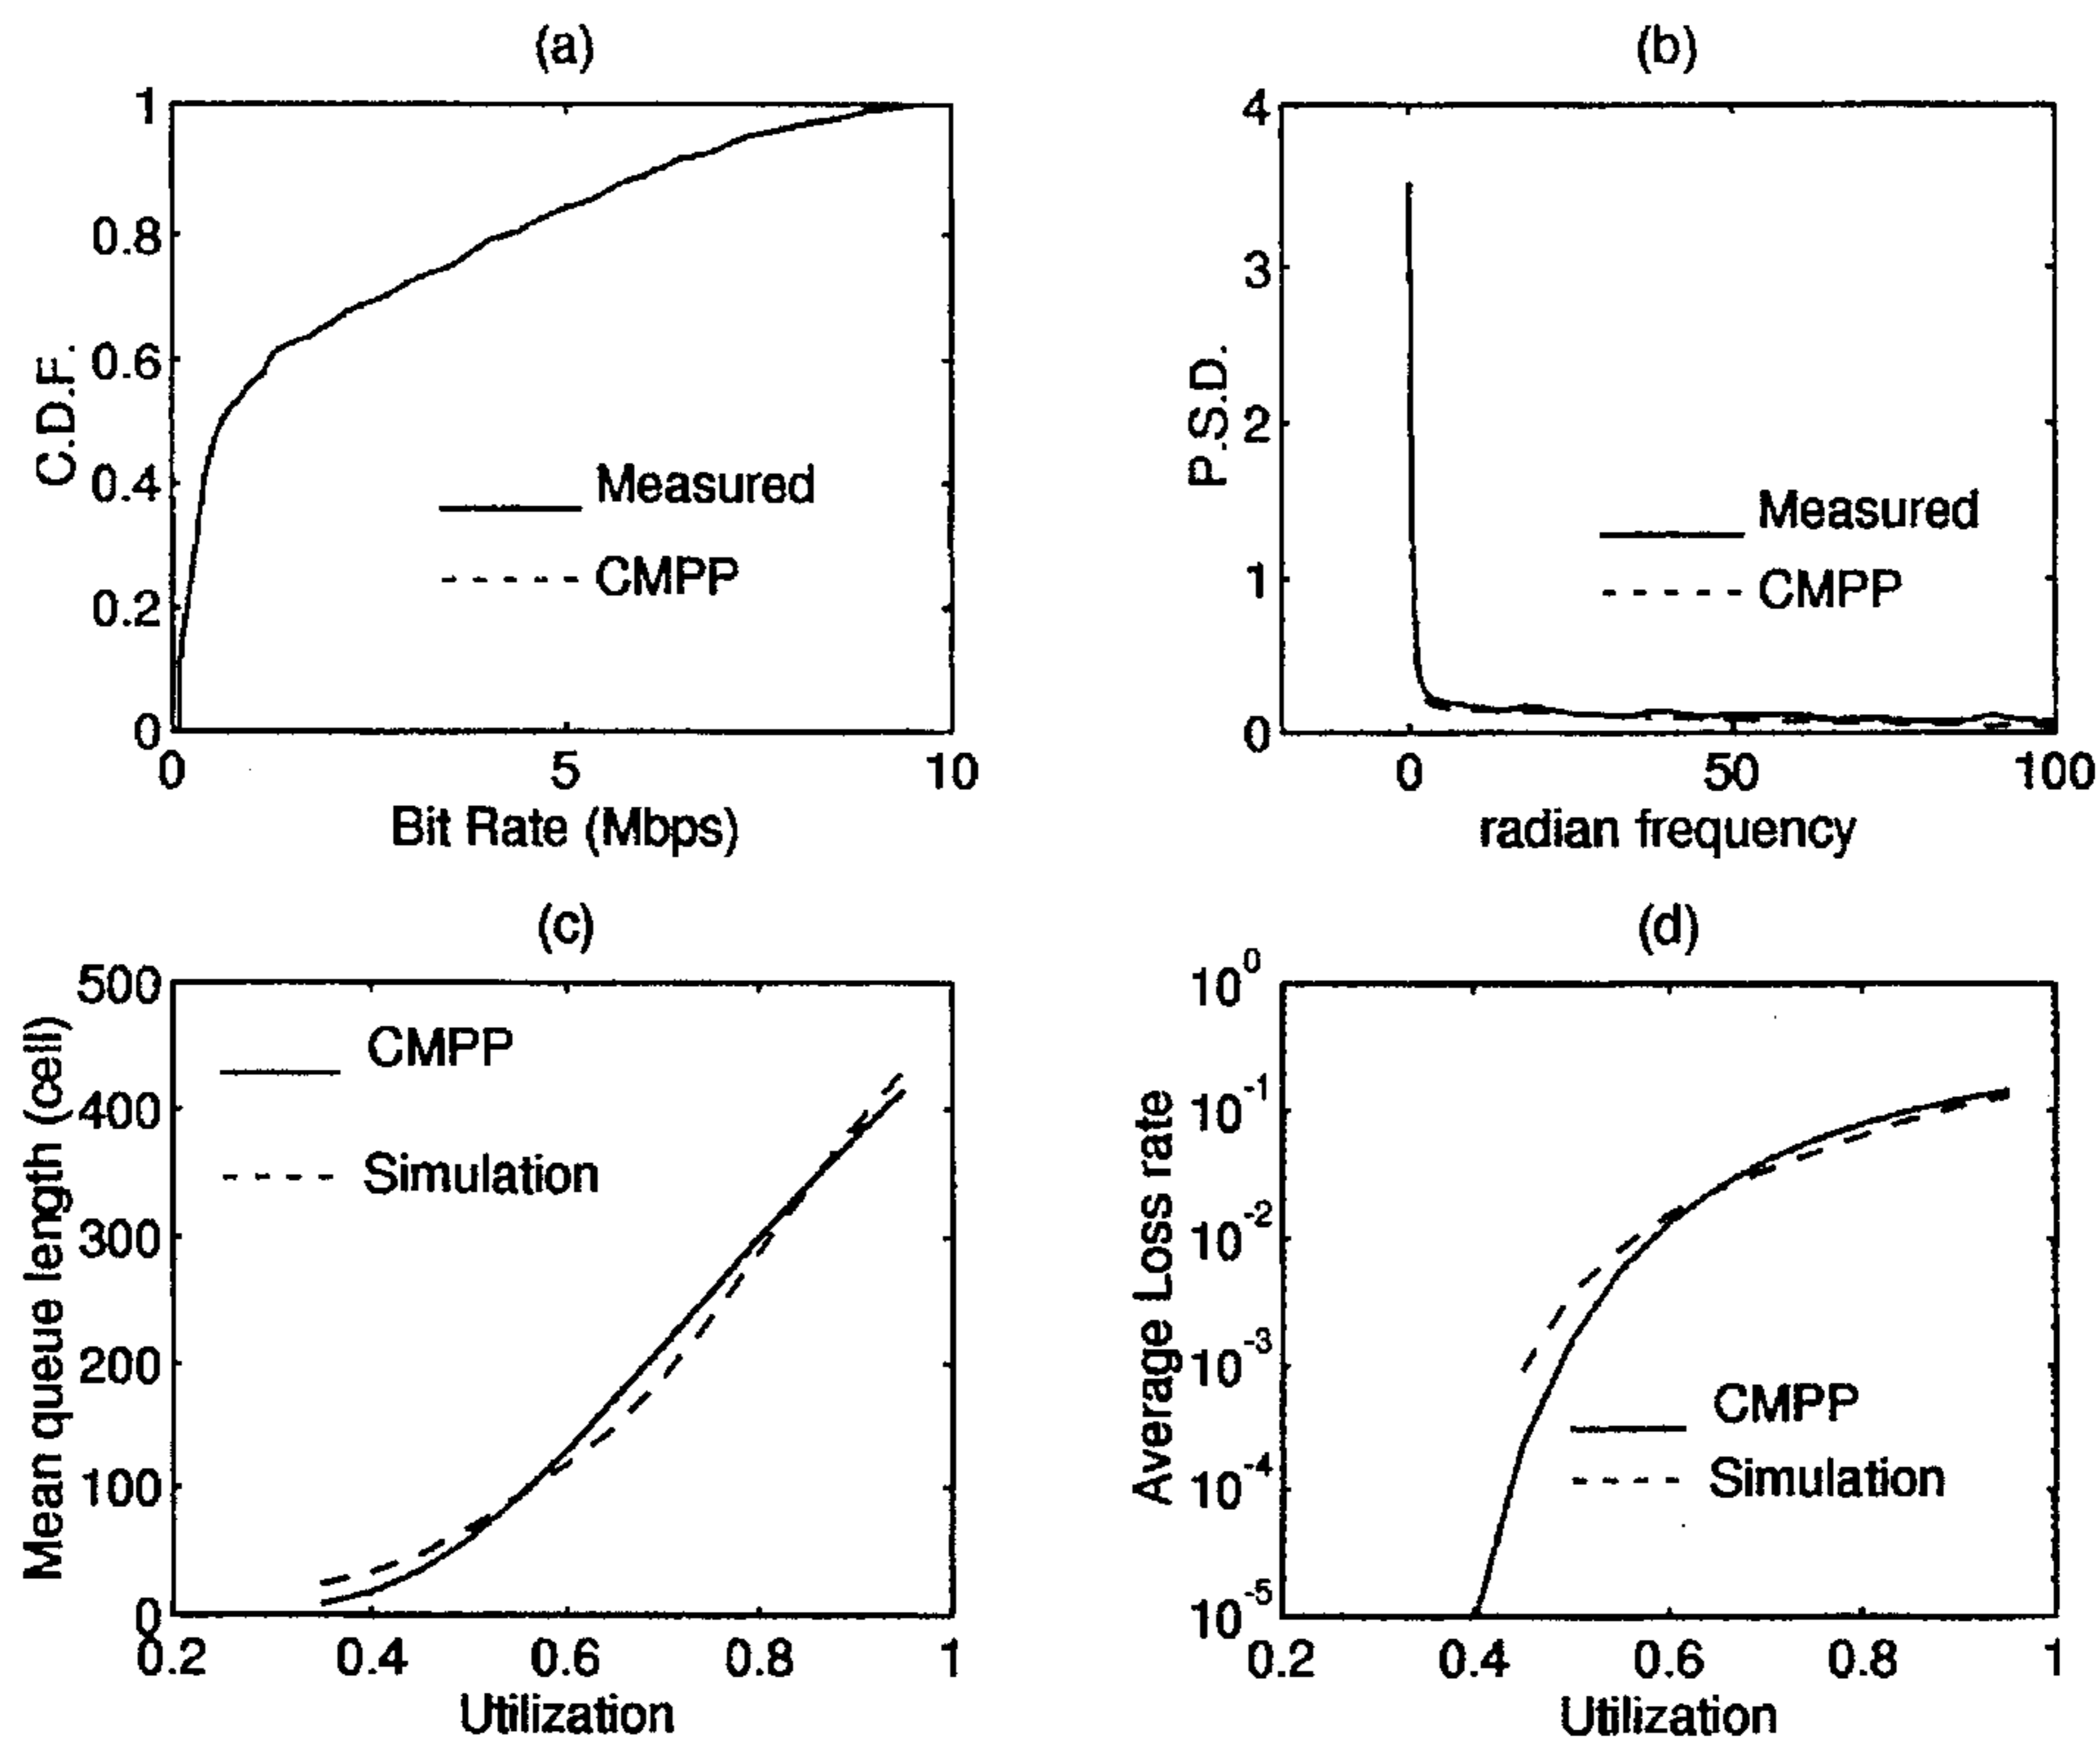 (a)
1
0.8
0.6
0.4
0.2
0
C.D.F.
Measured
CMPP
0 5 10
Bit Rate (Mbps)
(b)
4
3
2
1
0
P.S.D.
Measured
CMPP
0 50 100
radian frequency
(c)
500
400
300
200
100
0
Mean queue length (cell)
CMPP
Simulation
0.2 0.4 0.6 0.8 1
Utilization
(d)
10^0
10^-1
10^-2
10^-3
10^-4
10^-5
Average Loss rate
CMPP
Simulation
0.2 0.4 0.6 0.8 1
Utilization